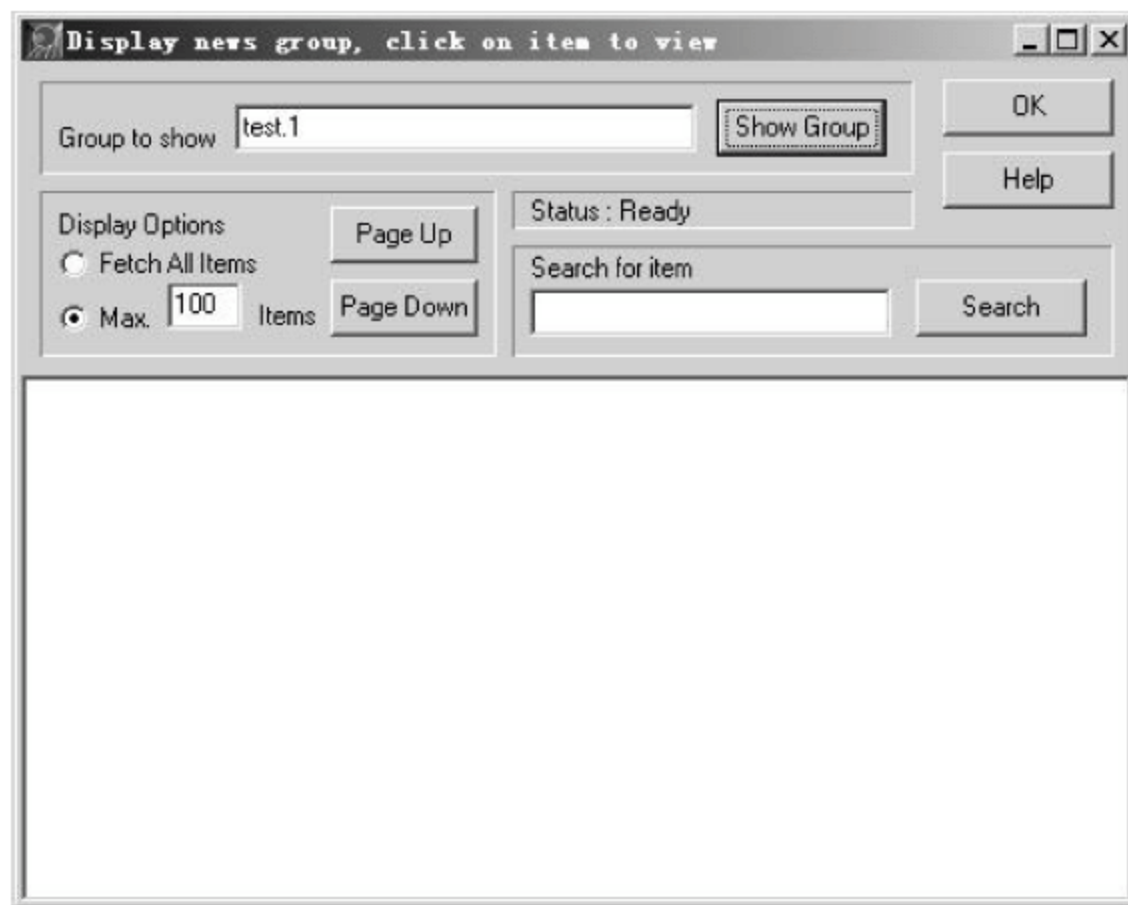 Display news group, click on item to view
Group to show test.1 Show Group
OK
Help
Display Options
Fetch All Items
Max. 100 Items
Page Up
Page Down
Status : Ready
Search for item
Search